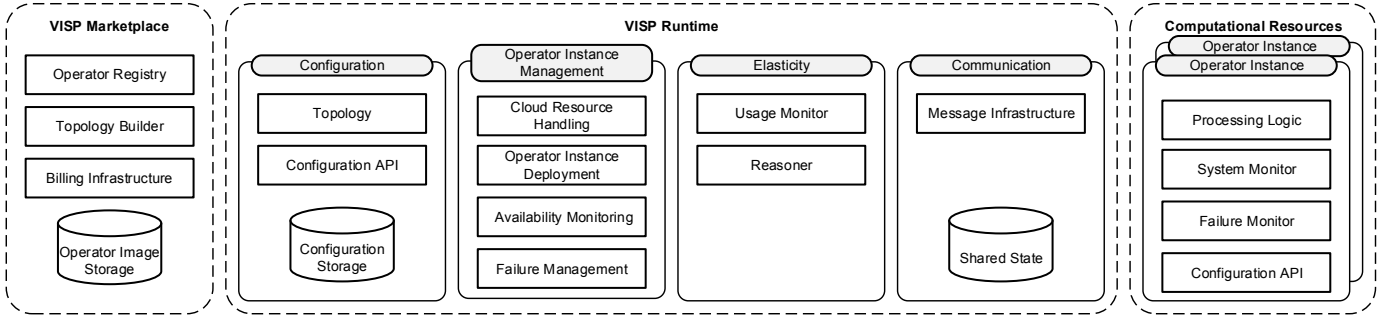 VISP Marketplace
Operator Registry
Topology Builder
Billing Infrastructure
Operator Image
Storage
VISP Runtime
Configuration
Topology
Configuration API
Configuration
Storage
Operator Instance
Management
Cloud Resource
Handling
Operator Instance
Deployment
Availability Monitoring
Failure Management
Elasticity
Usage Monitor
Reasoner
Communication
Message Infrastructure
Shared State
Computational Resources
Operator Instance
Operator Instance
Processing Logic
System Monitor
Failure Monitor
Configuration API